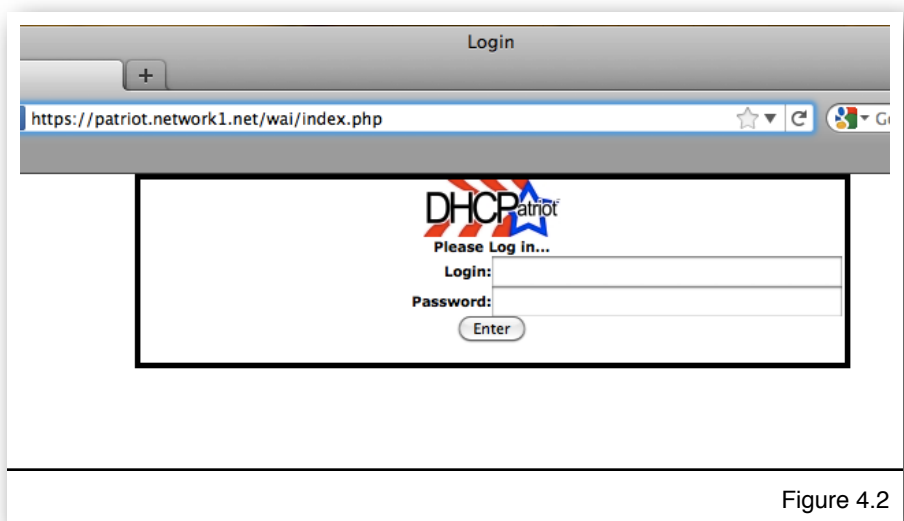 Login
+
https://patriot.network1.net/wai/index.php
DHCPatriot
Please Log in...
Login:
Password:
Enter
Figure 4.2